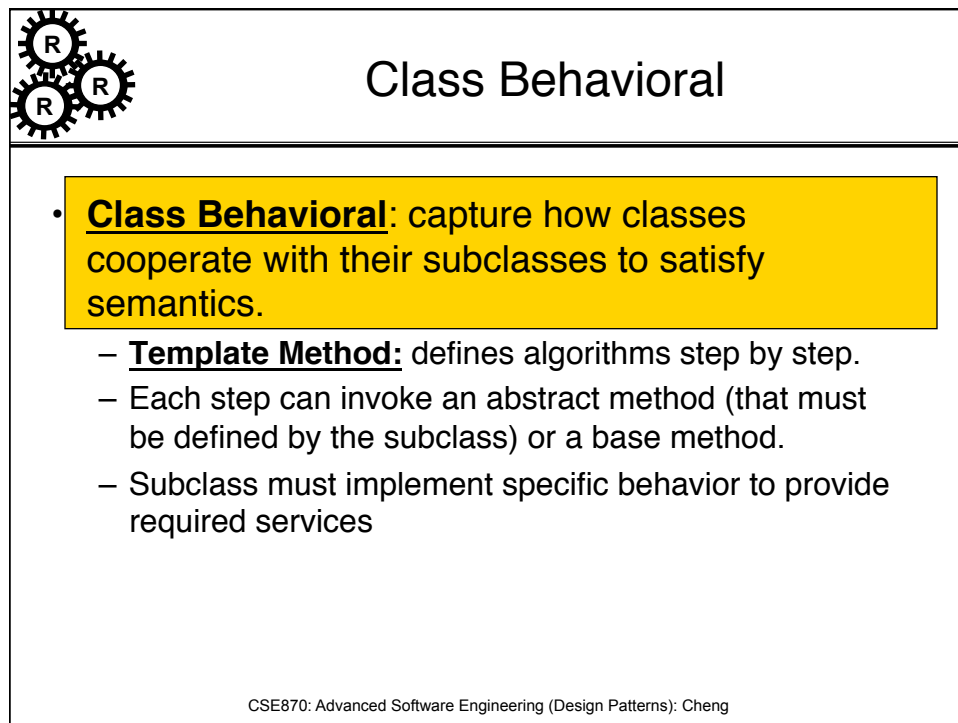 R
R
R
Class Behavioral
• Class Behavioral: capture how classes
cooperate with their subclasses to satisfy
semantics.
– Template Method: defines algorithms step by step.
– Each step can invoke an abstract method (that must
be defined by the subclass) or a base method.
– Subclass must implement specific behavior to provide
required services
CSE870: Advanced Software Engineering (Design Patterns): Cheng